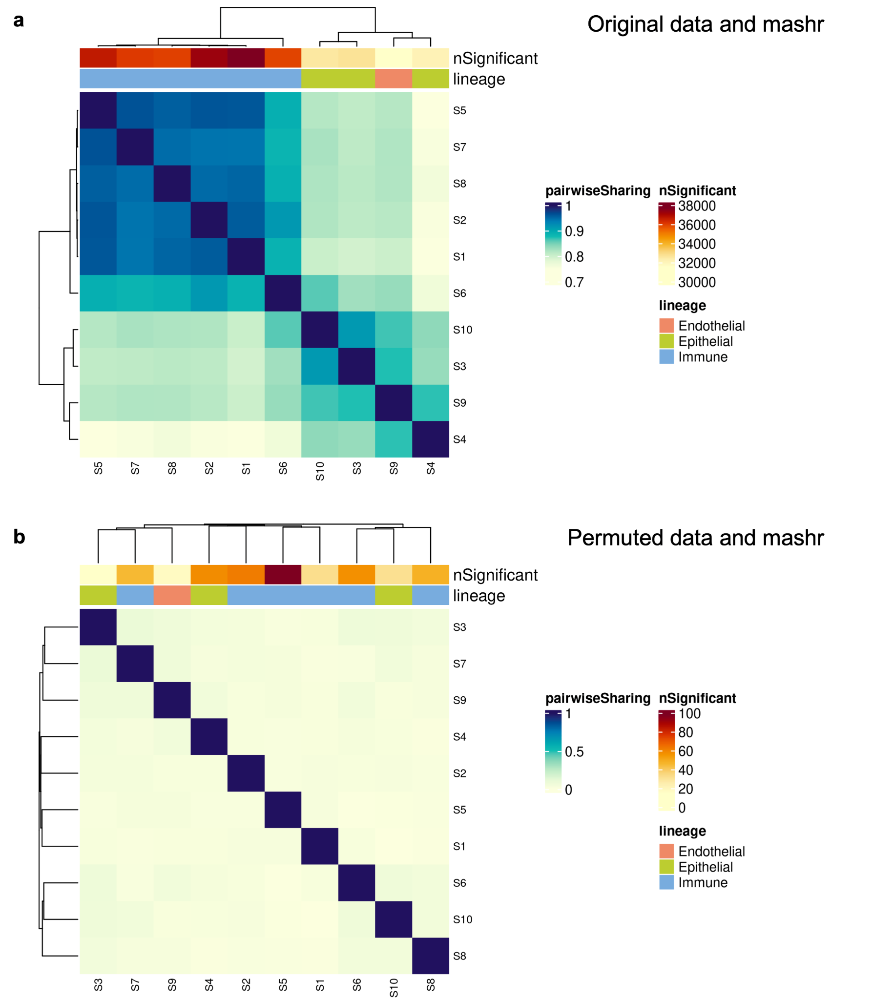 a
Original data and mashr
nSignificant
lineage
S5
S7
S8
S2
S1
S6
S10
S3
S9
S4
S5 S7 S8 S2 S1 S6 S10 S3 S9 S4
pairwiseSharing
1
0.9
0.8
0.7
nSignificant
38000
36000
34000
32000
30000
lineage
Endothelial
Epithelial
Immune
b
Permuted data and mashr
nSignificant
lineage
S3
S7
S9
S4
S2
S5
S1
S6
S10
S8
S3 S7 S9 S4 S2 S5 S1 S6 S10 S8
pairwiseSharing
1
0.5
0
nSignificant
100
80
60
40
20
0
lineage
Endothelial
Epithelial
Immune